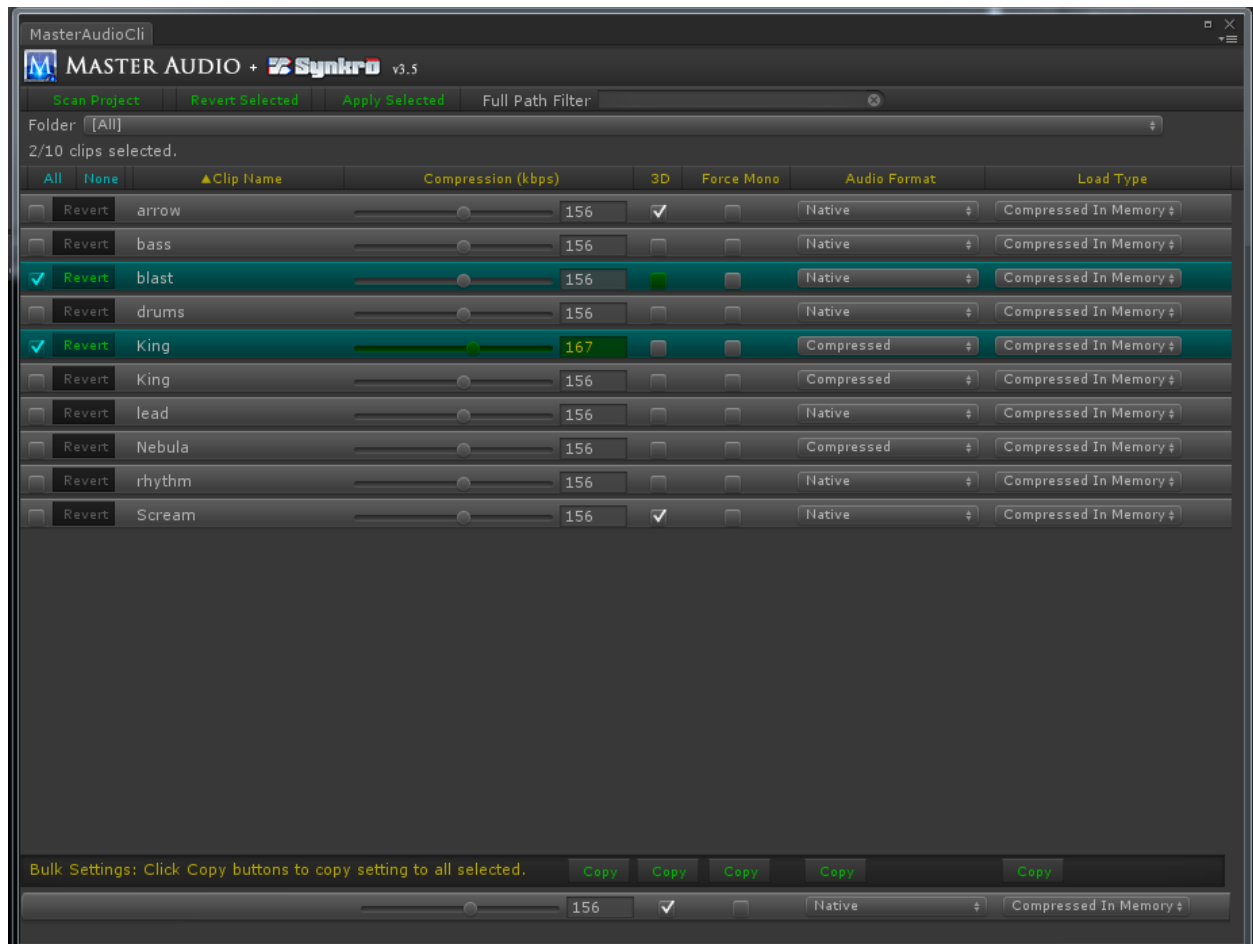 MasterAudioCli
M MASTER AUDIO + Synkrō v3.5
Scan Project Revert Selected Apply Selected Full Path Filter
Folder [All]
2/10 clips selected.
All None ▲Clip Name Compression (kbps) 3D Force Mono Audio Format Load Type
Revert arrow 156 Native Compressed In Memory
Revert bass 156 Native Compressed In Memory
Revert blast 156 Native Compressed In Memory
Revert drums 156 Native Compressed In Memory
Revert King 167 Compressed Compressed In Memory
Revert King 156 Compressed Compressed In Memory
Revert lead 156 Native Compressed In Memory
Revert Nebula 156 Compressed Compressed In Memory
Revert rhythm 156 Native Compressed In Memory
Revert Scream 156 Native Compressed In Memory
Bulk Settings: Click Copy buttons to copy setting to all selected. Copy Copy Copy Copy Copy
156 Native Compressed In Memory